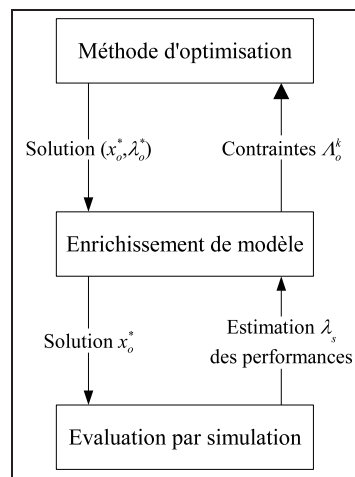 Méthode d'optimisation
Solution (x*ₒ,λ*ₒ)
Contraintes Λᵏₒ
Enrichissement de modèle
Solution x*ₒ
Estimation λₛ
des performances
Evaluation par simulation